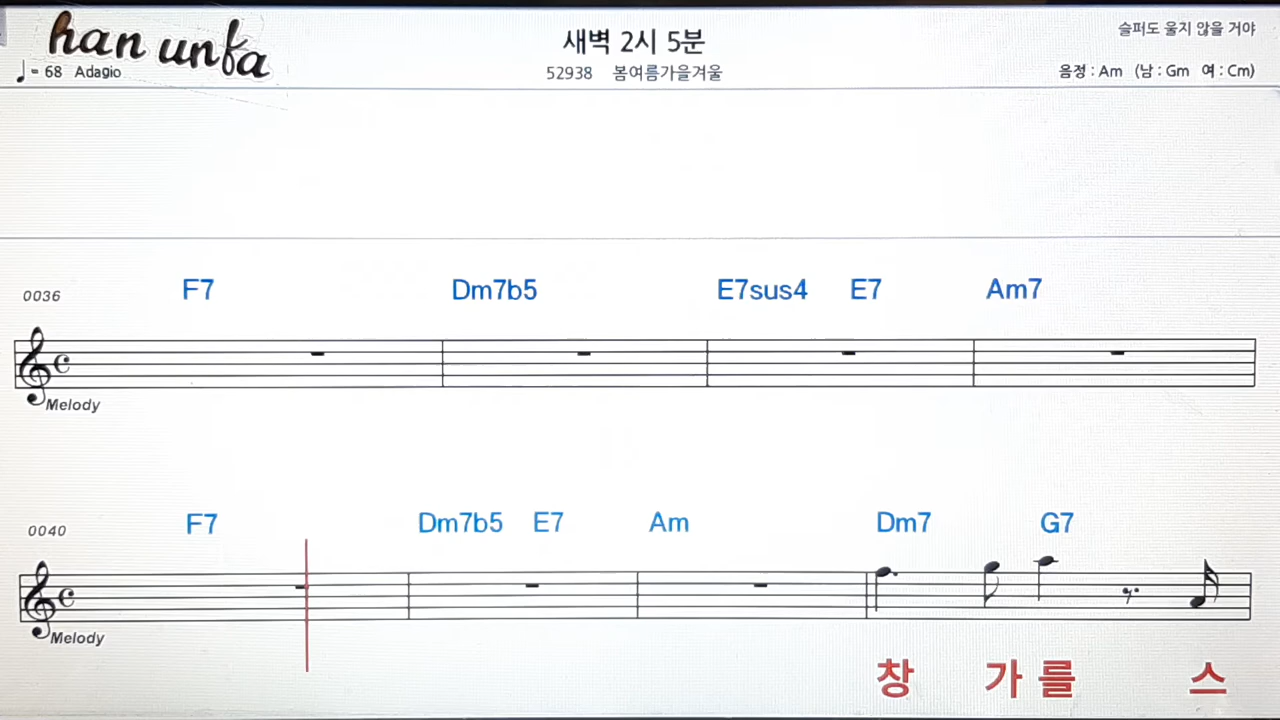 han unfa
새벽 2시 5분
슬퍼도 울지 않을 거야
♩= 68 Adagio
52938 봄여름가을겨울
음정 : Am (남 : Gm 여 : Cm)
0036 F7 Dm7b5 E7sus4 E7 Am7
Melody
0040 F7 Dm7b5 E7 Am Dm7 G7
Melody
창 가 를 스